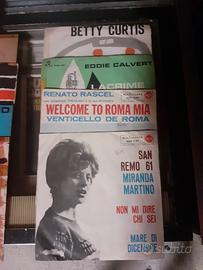 BETTY CURTIS
EDDIE CALVERT
LACRIME
RENATO RASCEL
WELCOME TO ROMA MIA
VENTICELLO DE ROMA
SAN
REMO 61
MIRANDA
MARTINO
NON MI DIRE
CHI SEI
MARE DI
DICEMBRE